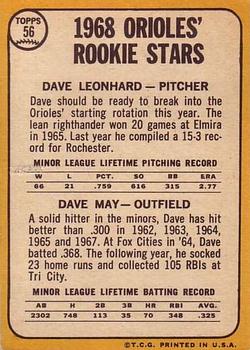 TOPPS
56
1968 ORIOLES'
ROOKIE STARS
DAVE LEONHARD — PITCHER
Dave should be ready to break into the
Orioles' starting rotation this year. The
lean righthander won 20 games at Elmira
in 1965. Last year he compiled a 15-3 record
for Rochester.
MINOR LEAGUE LIFETIME PITCHING RECORD
W L PCT. SO BB ERA
66 21 .759 616 315 2.77
DAVE MAY—OUTFIELD
A solid hitter in the minors, Dave has hit
better than .300 in 1962, 1963, 1964,
1965 and 1967. At Fox Cities in '64, Dave
batted .368. The following year, he socked
23 home runs and collected 105 RBIs at
Tri City.
MINOR LEAGUE LIFETIME BATTING RECORD
AB H 2B 3B HR RBI AVG.
2302 748 113 35 70 348 .325
©T.C.G. PRINTED IN U.S.A.